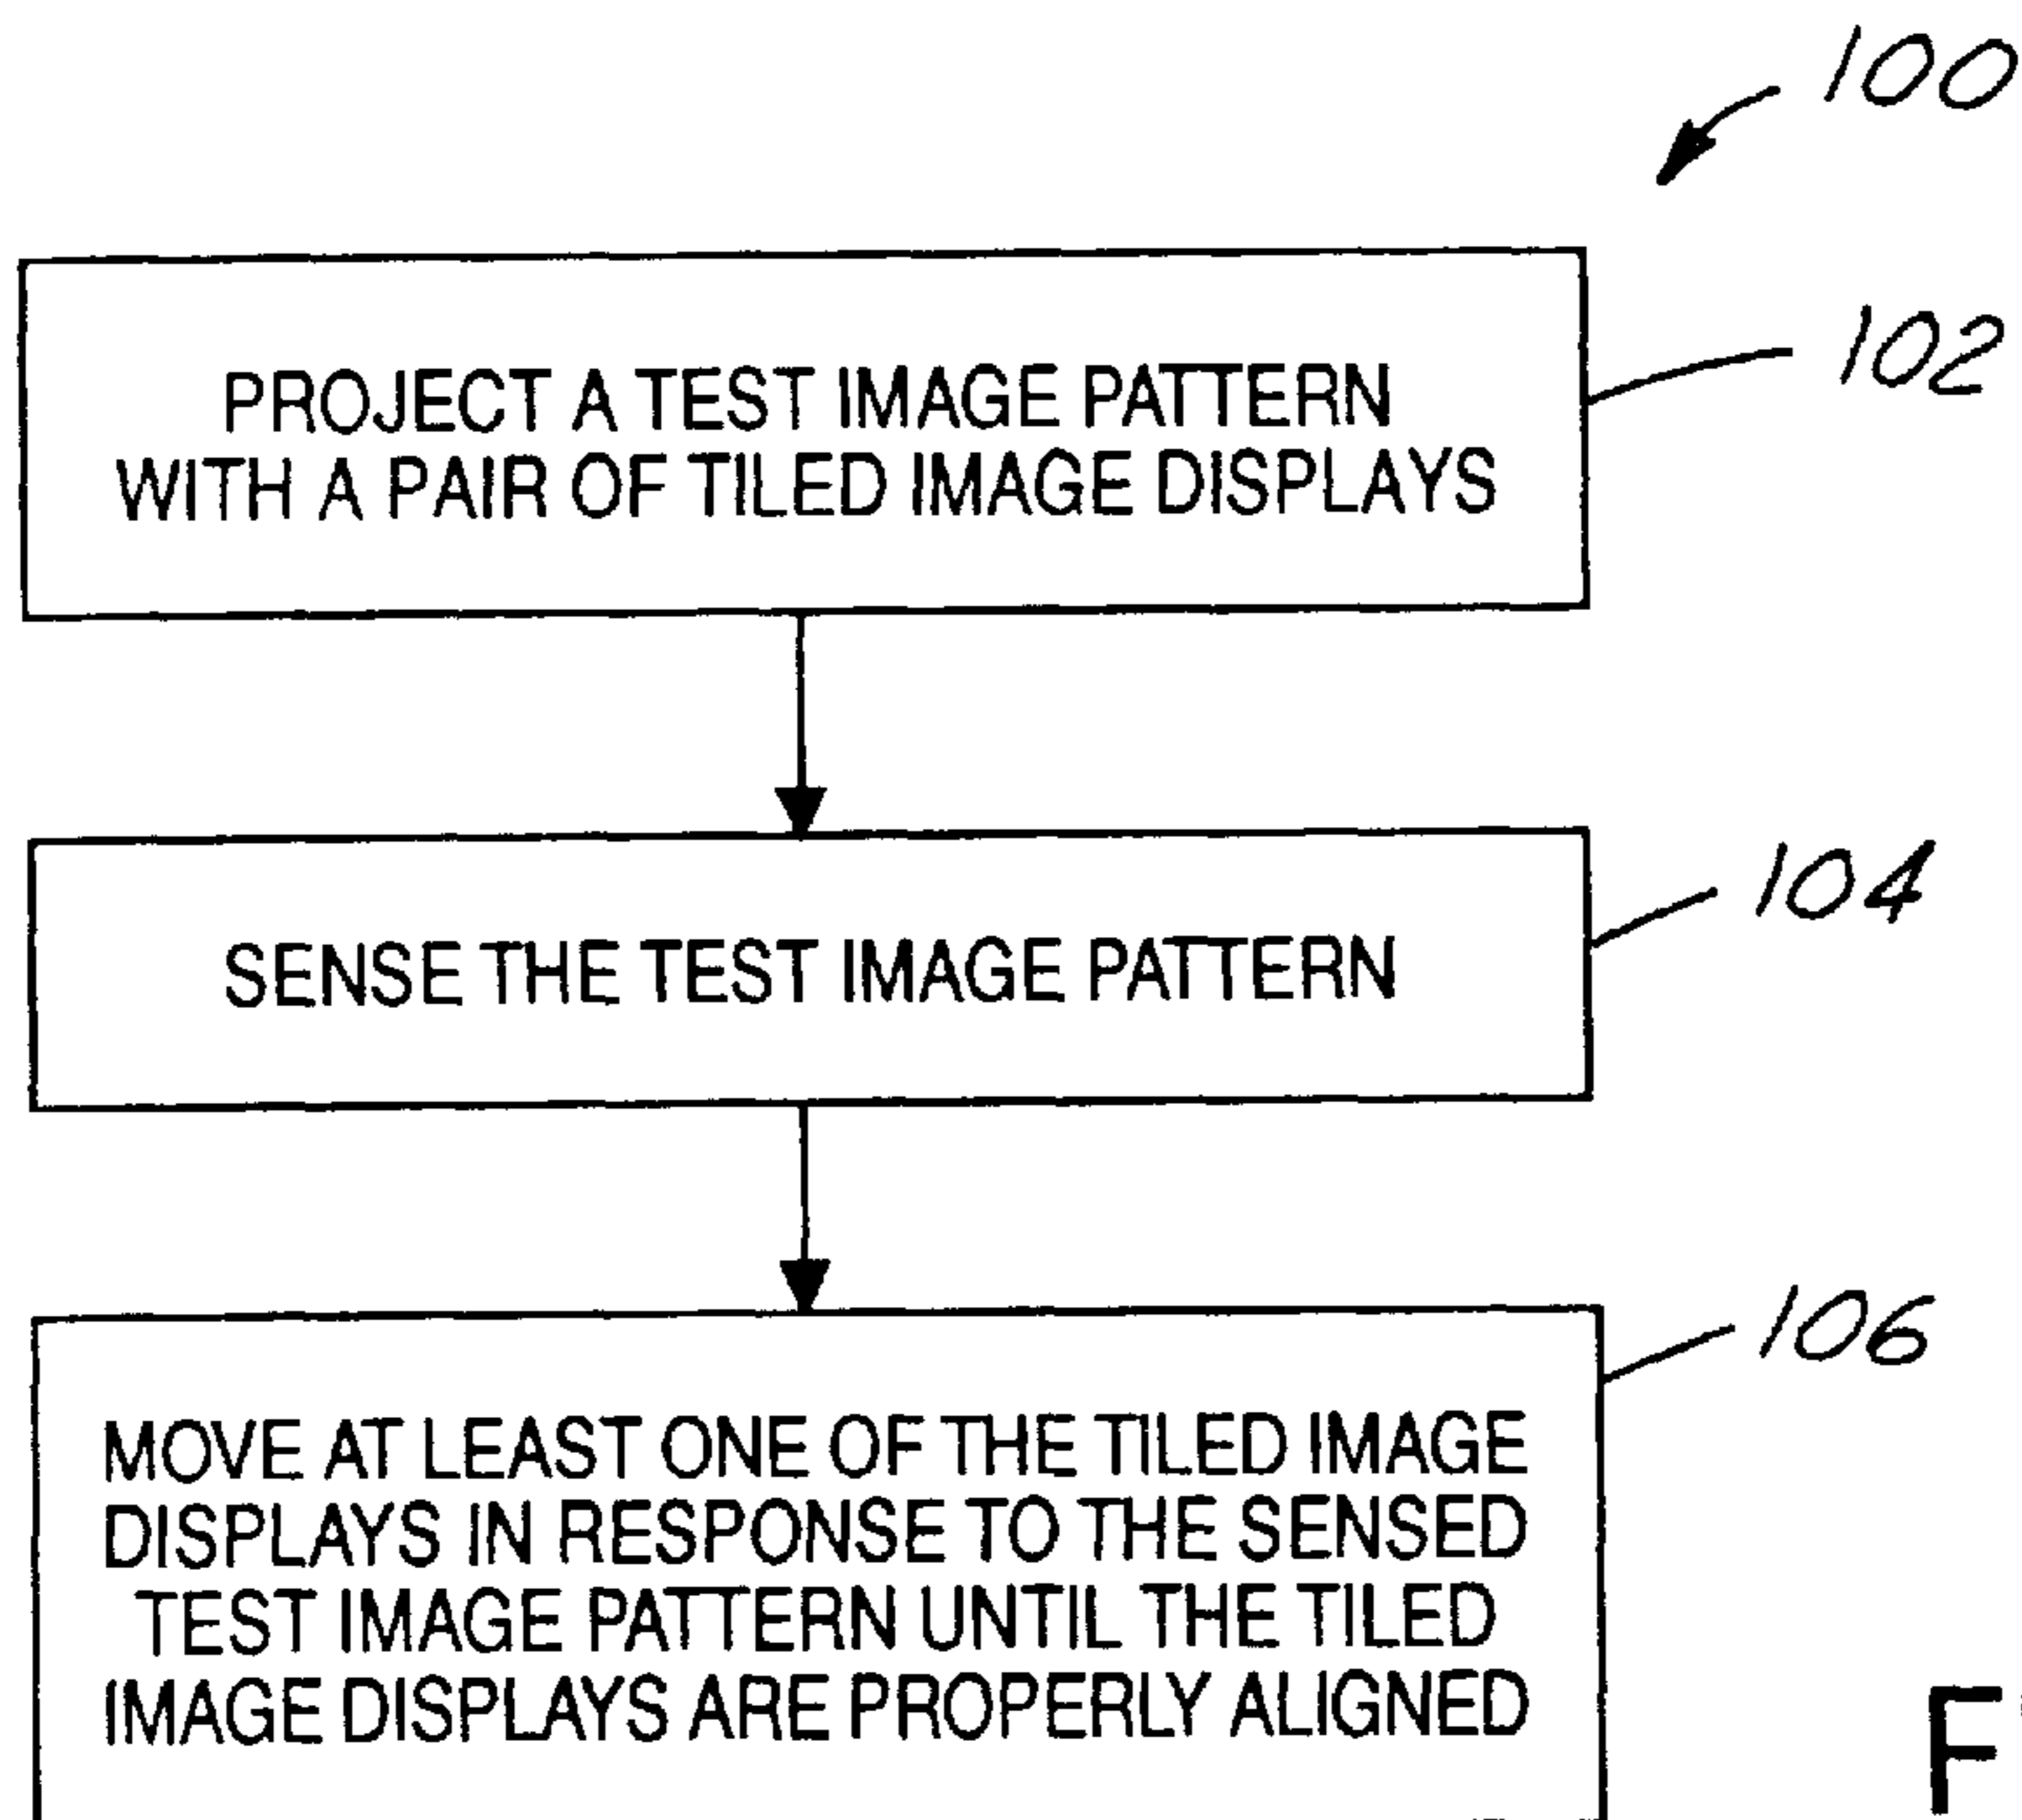 100
PROJECT A TEST IMAGE PATTERN
WITH A PAIR OF TILED IMAGE DISPLAYS
102
SENSE THE TEST IMAGE PATTERN
104
MOVE AT LEAST ONE OF THE TILED IMAGE
DISPLAYS IN RESPONSE TO THE SENSED
TEST IMAGE PATTERN UNTIL THE TILED
IMAGE DISPLAYS ARE PROPERLY ALIGNED
106